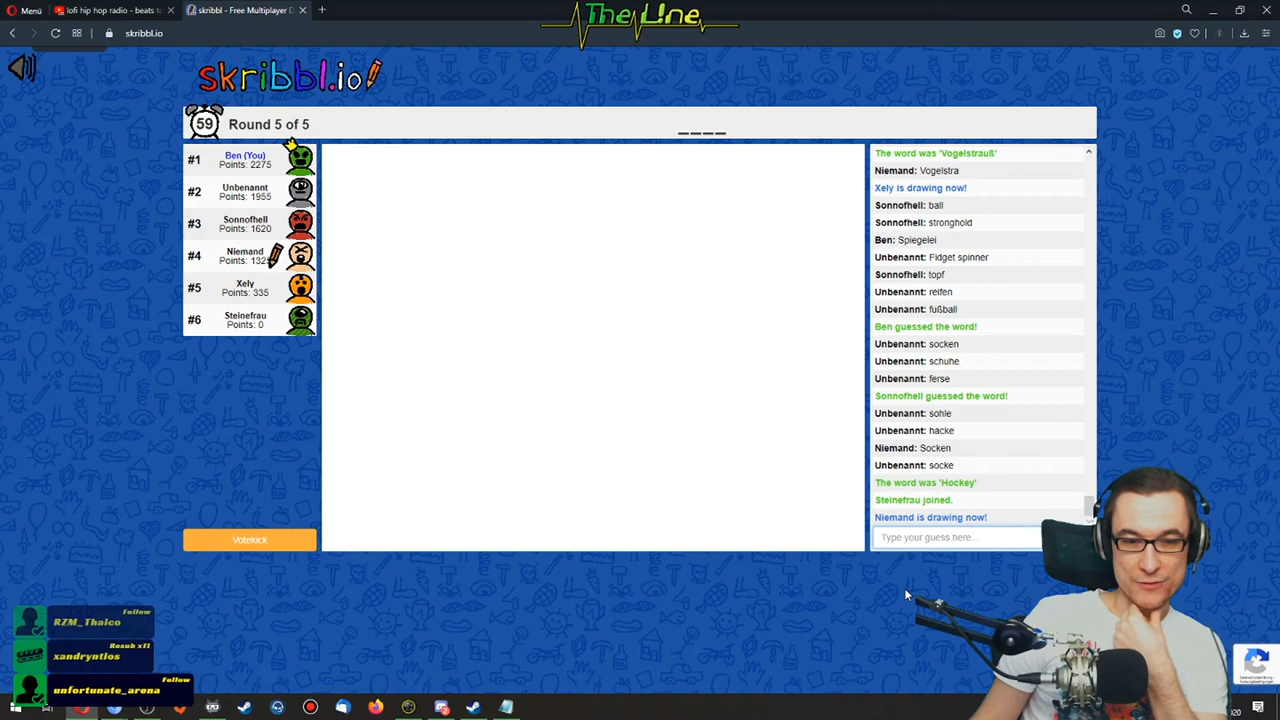 Menü
lofi hip hop radio - beats to
skribbl - Free Multiplayer D
The L!ne
skribbl.io
skribbl.io
59
Round 5 of 5
____
#1
Ben (You)
Points: 2275
#2
Unbenannt
Points: 1955
#3
Sonnofhell
Points: 1620
#4
Niemand
Points: 132
#5
Xely
Points: 335
#6
Steinefrau
Points: 0
Votekick
The word was 'Vogelstrauß'
Niemand: Vogelstra
Xely is drawing now!
Sonnofhell: ball
Sonnofhell: stronghold
Ben: Spiegelei
Unbenannt: Fidget spinner
Sonnofhell: topf
Unbenannt: reifen
Unbenannt: fußball
Ben guessed the word!
Unbenannt: socken
Unbenannt: schuhe
Unbenannt: ferse
Sonnofhell guessed the word!
Unbenannt: sohle
Unbenannt: hacke
Niemand: Socken
Unbenannt: socke
The word was 'Hockey'
Steinefrau joined.
Niemand is drawing now!
Type your guess here...
Follow
RZM_Thaico
Resub x11
xandryntios
Follow
unfortunate_arena